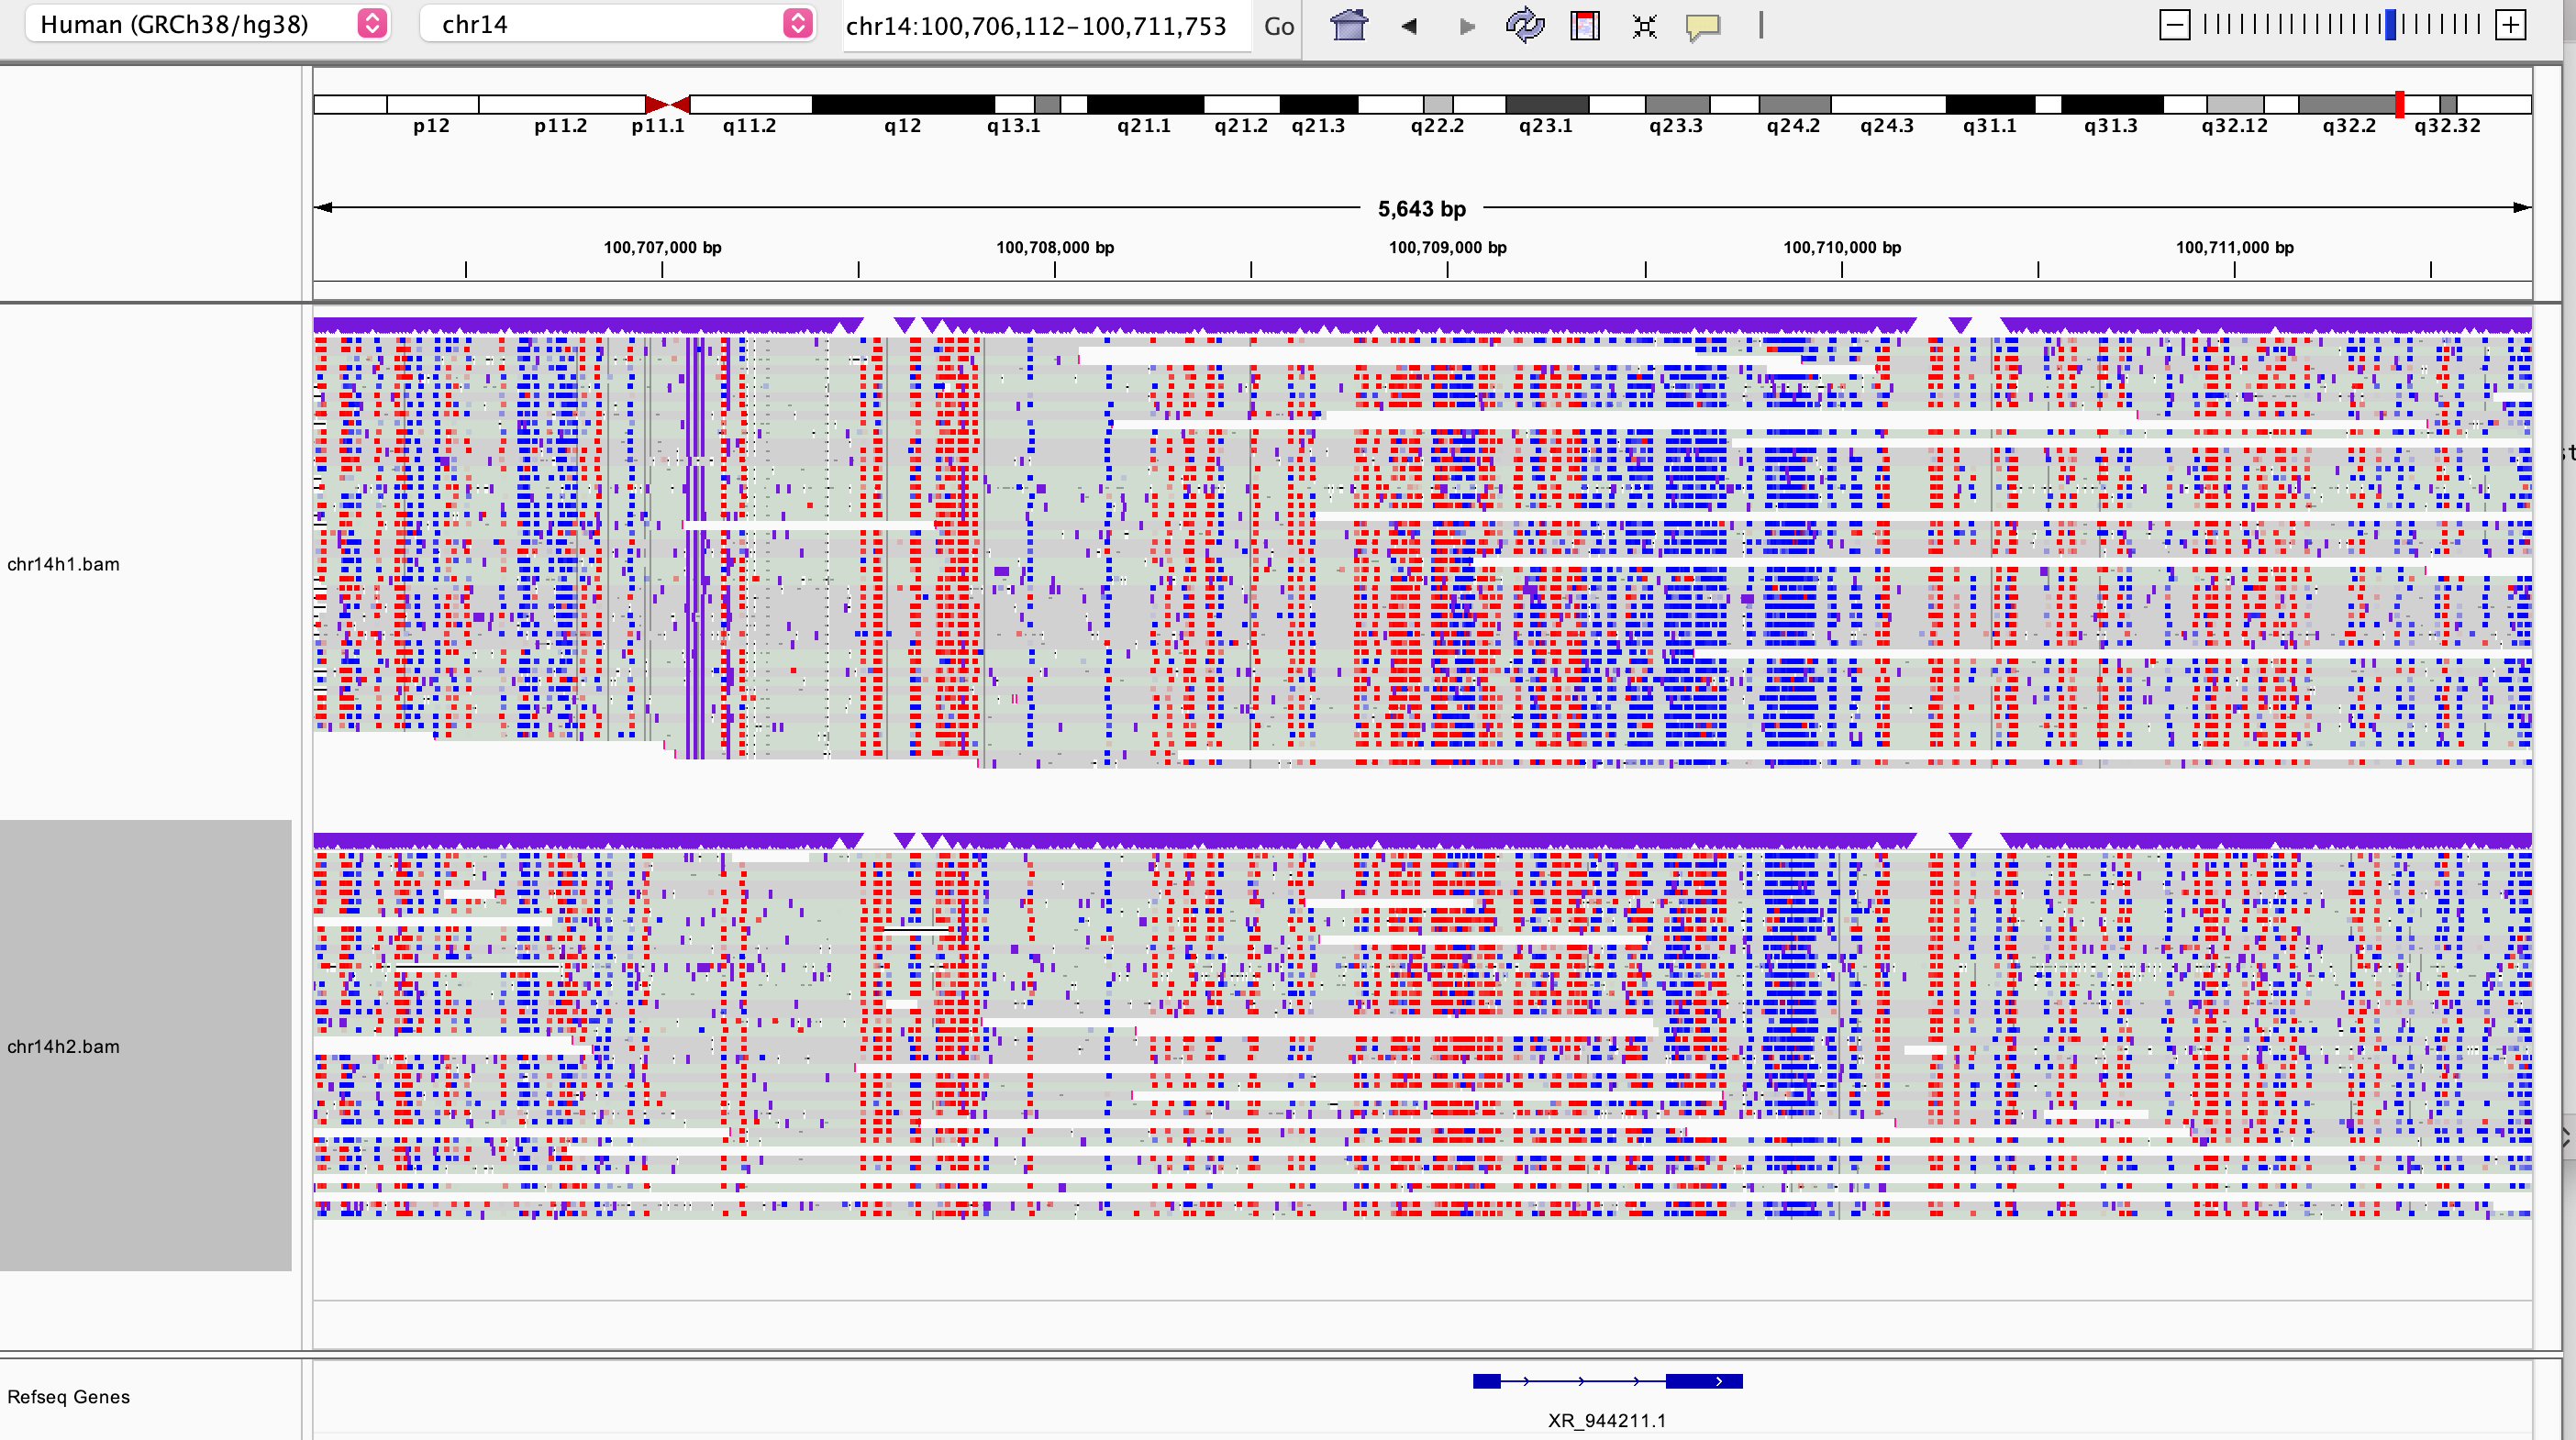 Human (GRCh38/hg38) chr14 chr14:100,706,112-100,711,753 Go
p12 p11.2 p11.1 q11.2 q12 q13.1 q21.1 q21.2 q21.3 q22.2 q23.1 q23.3 q24.2 q24.3 q31.1 q31.3 q32.12 q32.2 q32.32
5,643 bp
100,707,000 bp 100,708,000 bp 100,709,000 bp 100,710,000 bp 100,711,000 bp
chr14h1.bam
chr14h2.bam
Refseq Genes
XR_944211.1